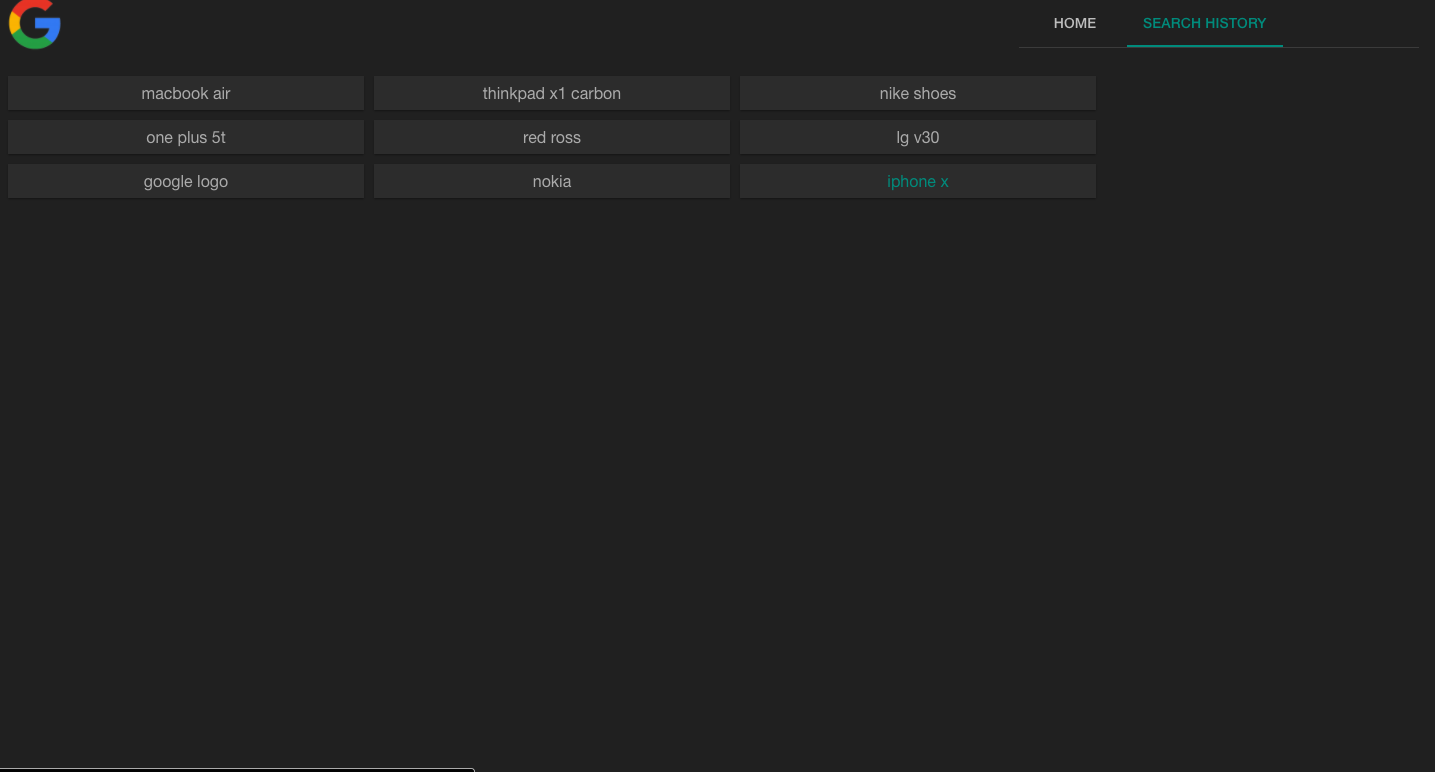 HOME SEARCH HISTORY
macbook air thinkpad x1 carbon nike shoes
one plus 5t red ross lg v30
google logo nokia iphone x